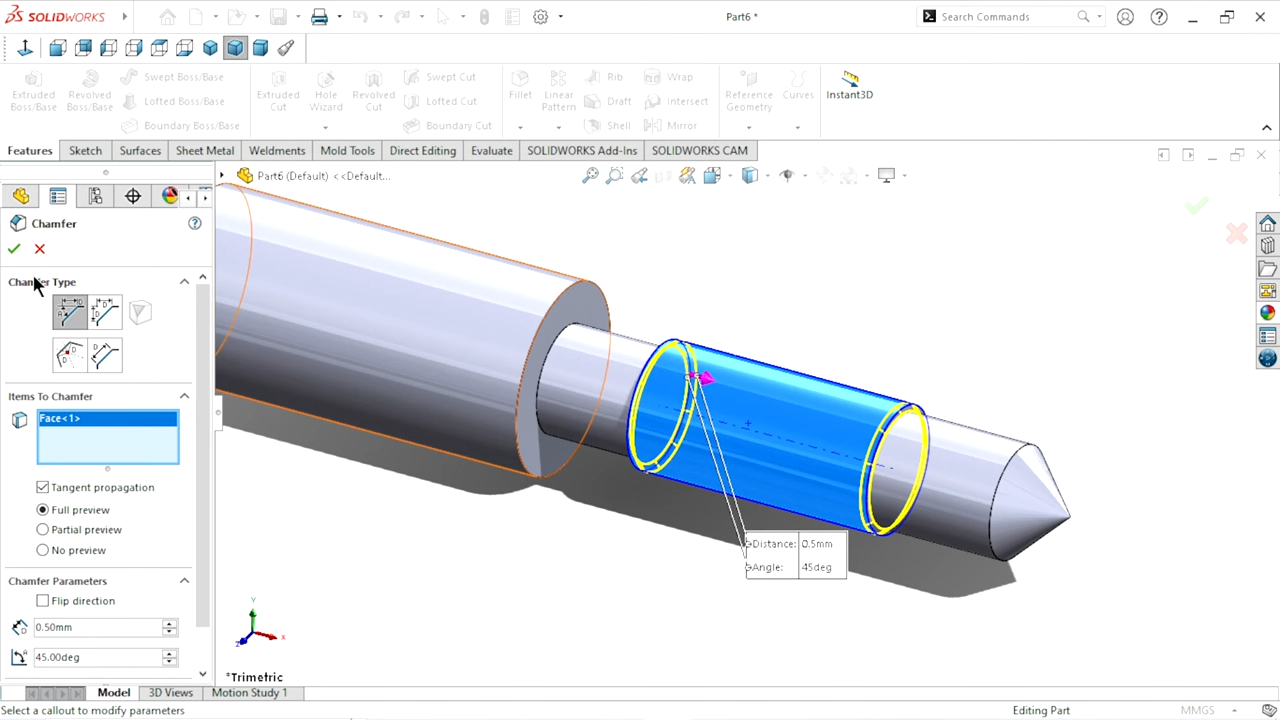 SOLIDWORKS
Part6 *
Search Commands
Extruded Boss/Base
Revolved Boss/Base
Swept Boss/Base
Lofted Boss/Base
Boundary Boss/Base
Extruded Cut
Hole Wizard
Revolved Cut
Swept Cut
Lofted Cut
Boundary Cut
Fillet
Linear Pattern
Rib
Draft
Shell
Wrap
Intersect
Mirror
Reference Geometry
Curves
Instant3D
Features
Sketch
Surfaces
Sheet Metal
Weldments
Mold Tools
Direct Editing
Evaluate
SOLIDWORKS Add-Ins
SOLIDWORKS CAM
Part6 (Default) <<Default...
Chamfer
Chamfer Type
Items To Chamfer
Face<1>
Tangent propagation
Full preview
Partial preview
No preview
Chamfer Parameters
Flip direction
0.50mm
45.00deg
Distance: 0.5mm
Angle: 45deg
Y
X
Z
*Trimetric
Model
3D Views
Motion Study 1
Select a callout to modify parameters
Editing Part
MMGS